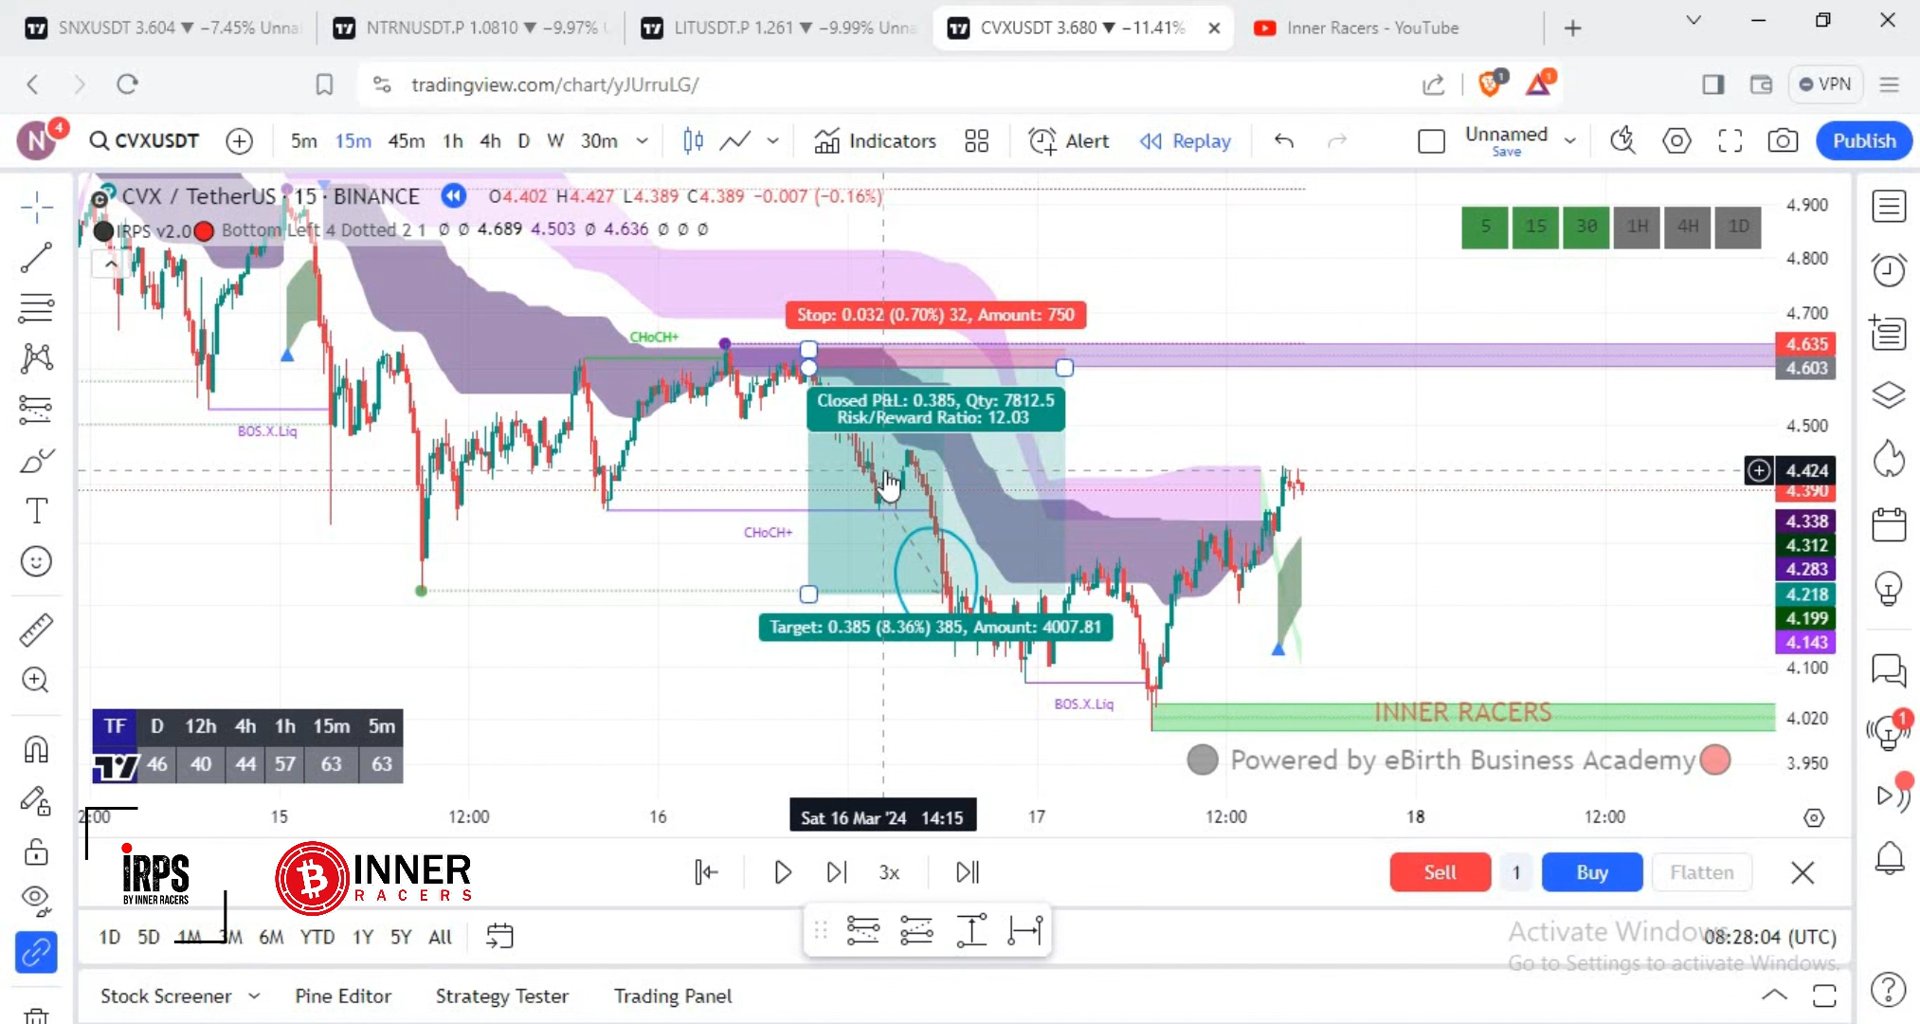 SNXUSDT 3.604 ▼ −7.45% Unna
NTRNUSDT.P 1.0810 ▼ −9.97%
LITUSDT.P 1.261 ▼ −9.99% Unna
CVXUSDT 3.680 ▼ −11.41%
Inner Racers - YouTube
tradingview.com/chart/yJUrruLG/
1
1
VPN
N
4
CVXUSDT
5m 15m 45m 1h 4h D W 30m
Indicators
Alert
Replay
Unnamed
Save
Publish
CVX / TetherUS · 15 · BINANCE
O4.402 H4.427 L4.389 C4.389 −0.007 (−0.16%)
IRPS v2.0 Bottom Left 4 Dotted 2 1 ∅ ∅ 4.689 4.503 ∅ 4.636 ∅ ∅ ∅
5 15 30 1H 4H 1D
4.900
4.800
4.700
4.635
4.603
4.500
4.424
4.390
4.338
4.312
4.283
4.218
4.199
4.143
4.100
4.020
3.950
Stop: 0.032 (0.70%) 32, Amount: 750
CHoCH+
Closed P&L: 0.385, Qty: 7812.5
Risk/Reward Ratio: 12.03
BOS.X.Liq
CHoCH+
Target: 0.385 (8.36%) 385, Amount: 4007.81
BOS.X.Liq
INNER RACERS
Powered by eBirth Business Academy
TF D 12h 4h 1h 15m 5m
46 40 44 57 63 63
15 12:00 16 Sat 16 Mar '24 14:15 17 12:00 18 12:00
iRPS
BY INNER RACERS
INNER
RACERS
3x
Sell 1 Buy Flatten
1D 5D 1M 3M 6M YTD 1Y 5Y All
08:28:04 (UTC)
Activate Windows
Go to Settings to activate Windows.
Stock Screener Pine Editor Strategy Tester Trading Panel
1